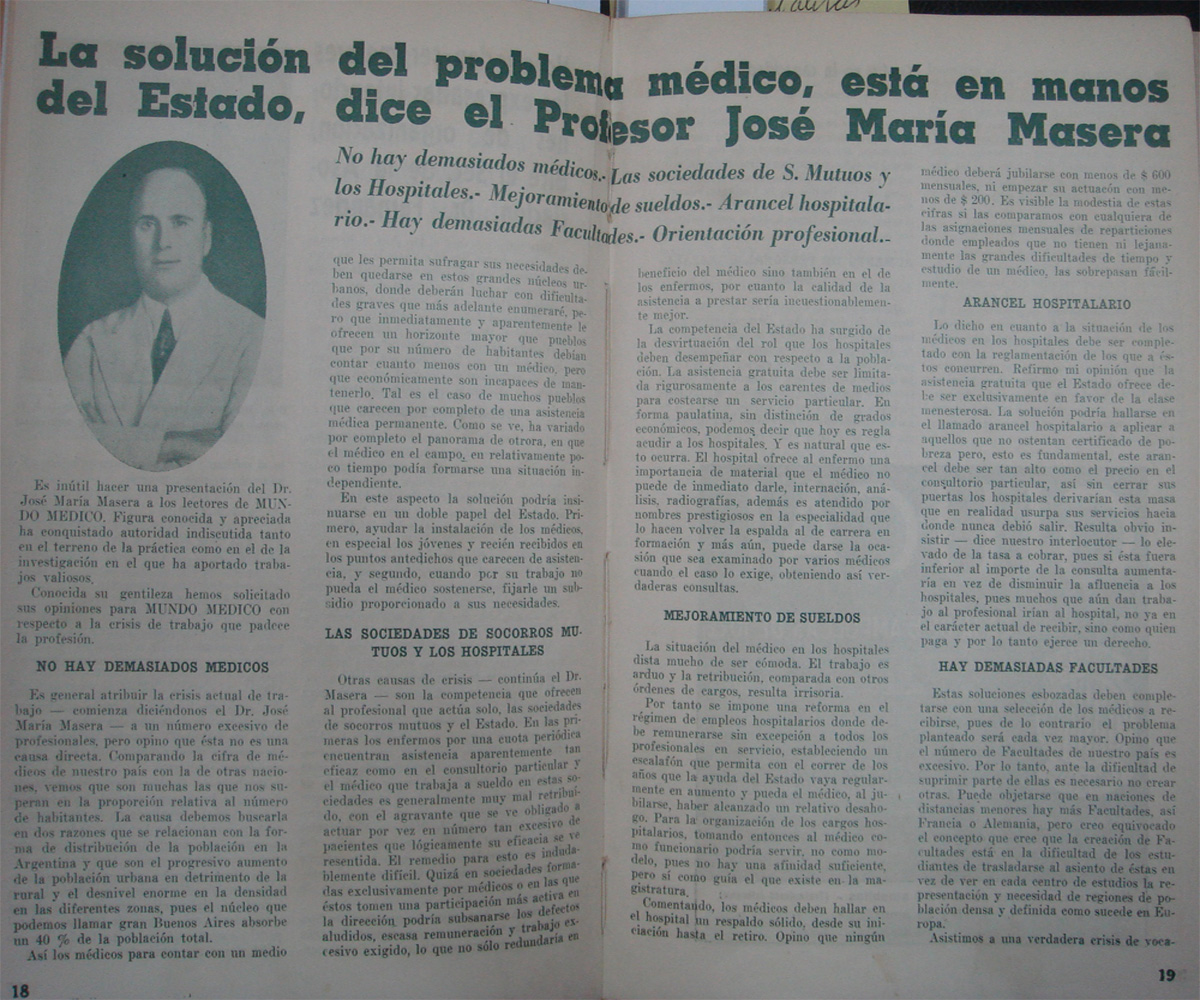 La solución del problema médico, está en manos
del Estado, dice el Profesor José María Masera
No hay demasiados médicos.- Las sociedades de S. Mutuos y
los Hospitales.- Mejoramiento de sueldos.- Arancel hospitala-
rio.- Hay demasiadas Facultades.- Orientación profesional.-
Es inútil hacer una presentación del Dr.
José María Masera a los lectores de MUN-
DO MEDICO. Figura conocida y apreciada
ha conquistado autoridad indiscutida tanto
en el terreno de la práctica como en el de la
investigación en el que ha aportado traba-
jos valiosos.
Conocida su gentileza hemos solicitado
sus opiniones para MUNDO MEDICO con
respecto a la crisis de trabajo que padece
la profesión.
NO HAY DEMASIADOS MEDICOS
Es general atribuir la crisis actual de tra-
bajo — comienza diciéndonos el Dr. José
María Masera — a un número excesivo de
profesionales, pero opino que ésta no es una
causa directa. Comparando la cifra de mé-
dicos de nuestro país con la de otras nacio-
nes, vemos que son muchas las que nos su-
peran en la proporción relativa al número
de habitantes. La causa debemos buscarla
en dos razones que se relacionan con la for-
ma de distribución de la población en la
Argentina y que son el progresivo aumento
de la población urbana en detrimento de la
rural y el desnivel enorme en la densidad
en las diferentes zonas, pues el núcleo que
podemos llamar gran Buenos Aires absorbe
un 40 % de la población total.
Así los médicos para contar con un medio
18
que les permita sufragar sus necesidades de-
ben quedarse en estos grandes núcleos ur-
banos, donde deberán luchar con dificulta-
des graves que más adelante enumeraré, pe-
ro que inmediatamente y aparentemente le
ofrecen un horizonte mayor que pueblos
que por su número de habitantes debían
contar cuanto menos con un médico, pero
que económicamente son incapaces de man-
tenerlo. Tal es el caso de muchos pueblos
que carecen por completo de una asistencia
médica permanente. Como se ve, ha variado
por completo el panorama de otrora, en que
el médico en el campo, en relativamente po-
co tiempo podía formarse una situación in-
dependiente.
En este aspecto la solución podría insi-
nuarse en un doble papel del Estado. Pri-
mero, ayudar la instalación de los médicos,
en especial los jóvenes y recién recibidos en
los puntos antedichos que carecen de asisten-
cia, y segundo, cuando por su trabajo no
pueda el médico sostenerse, fijarle un sub-
sidio proporcionado a sus necesidades.
LAS SOCIEDADES DE SOCORROS MU-
TUOS Y LOS HOSPITALES
Otras causas de crisis — continúa el Dr.
Masera — son la competencia que ofrecen
al profesional que actúa solo, las sociedades
de socorros mutuos y el Estado. En las pri-
meras los enfermos por una cuota periódica
encuentran asistencia aparentemente tan
eficaz como en el consultorio particular y
el médico que trabaja a sueldo en estas so-
ciedades es generalmente muy mal retribui-
do, con el agravante que se ve obligado a
actuar por vez en número tan excesivo de
pacientes que lógicamente su eficacia se ve
resentida. El remedio para esto es induda-
blemente difícil. Quizá en sociedades forma-
das exclusivamente por médicos o en las que
éstos tomen una participación más activa en
la dirección, podría subsanarse los defectos
aludidos, escasa remuneración y trabajo ex-
cesivo exigido, lo que no sólo redundaría en
beneficio del médico sino también en el de
los enfermos, por cuanto la calidad de la
asistencia a prestar sería incuestionablemen-
te mejor.
La competencia del Estado ha surgido de
la desvirtuación del rol que los hospitales
deben desempeñar con respecto a la pobla-
ción. La asistencia gratuita debe ser limita-
da rigurosamente a los carentes de medios
para costearse un servicio particular. En
forma paulatina, sin distinción de grados
económicos, podemos decir que hoy es regla
acudir a los hospitales. Y es natural que es-
to ocurra. El hospital ofrece al enfermo una
importancia de material que el médico no
puede de inmediato darle, internación, aná-
lisis, radiografías, además es atendido por
nombres prestigiosos en la especialidad que
lo hacen volver la espalda al de carrera en
formación y más aún, puede darse la oca-
sión que sea examinado por varios médicos
cuando el caso lo exige, obteniendo así ver-
daderas consultas.
MEJORAMIENTO DE SUELDOS
La situación del médico en los hospitales
dista mucho de ser cómoda. El trabajo es
arduo y la retribución, comparada con otros
órdenes de cargos, resulta irrisoria.
Por tanto se impone una reforma en el
régimen de empleos hospitalarios donde de-
be remunerarse sin excepción a todos los
profesionales en servicio, estableciendo un
escalafón que permita con el correr de los
años que la ayuda del Estado vaya regular-
mente en aumento y pueda el médico, al ju-
bilarse, haber alcanzado un relativo desaho-
go. Para la organización de los cargos hos-
pitalarios, tomando entonces al médico co-
mo funcionario podría servir, no como mo-
delo, pues no hay una afinidad suficiente,
pero sí como guía el que existe en la ma-
gistratura.
Comentando, los médicos deben hallar en
el hospital un respaldo sólido, desde su ini-
ciación hasta el retiro. Opino que ningún
médico deberá jubilarse con menos de $ 600
mensuales, ni empezar su actuacón con me-
nos de $ 200. Es visible la modestia de estas
cifras si las comparamos con cualquiera de
las asignaciones mensuales de reparticiones
donde empleados que no tienen ni lejana-
mente las grandes dificultades de tiempo y
estudio de un médico, las sobrepasan fácil-
mente.
ARANCEL HOSPITALARIO
Lo dicho en cuanto a la situación de los
médicos en los hospitales debe ser comple-
tado con la reglamentación de los que a és-
tos concurren. Refirmo mi opinión que la
asistencia gratuita que el Estado ofrece de-
be ser exclusivamente en favor de la clase
menesterosa. La solución podría hallarse en
el llamado arancel hospitalario a aplicar a
aquellos que no ostentan certificado de po-
breza pero, esto es fundamental, este aran-
cel debe ser tan alto como el precio en el
consultorio particular, así sin cerrar sus
puertas los hospitales derivarían esta masa
que en realidad usurpa sus servicios hacia
donde nunca debió salir. Resulta obvio in-
sistir — dice nuestro interlocutor — lo ele-
vado de la tasa a cobrar, pues si ésta fuera
inferior al importe de la consulta aumenta-
ría en vez de disminuir la afluencia a los
hospitales, pues muchos que aún dan traba-
jo al profesional irían al hospital, no ya en
el carácter actual de recibir, sino como quien
paga y por lo tanto ejerce un derecho.
HAY DEMASIADAS FACULTADES
Estas soluciones esbozadas deben comple-
tarse con una selección de los médicos a re-
cibirse, pues de lo contrario el problema
planteado será cada vez mayor. Opino que
el número de Facultades de nuestro país es
excesivo. Por lo tanto, ante la dificultad de
suprimir parte de ellas es necesario no crear
otras. Puede objetarse que en naciones de
distancias menores hay más Facultades, así
Francia o Alemania, pero creo equivocado
el concepto que cree que la creación de Fa-
cultades está en la dificultad de los estu-
diantes de trasladarse al asiento de éstas en
vez de ver en cada centro de estudios la re-
presentación y necesidad de regiones de po-
blación densa y definida como sucede en Eu-
ropa.
Asistimos a una verdadera crisis de voca-
19